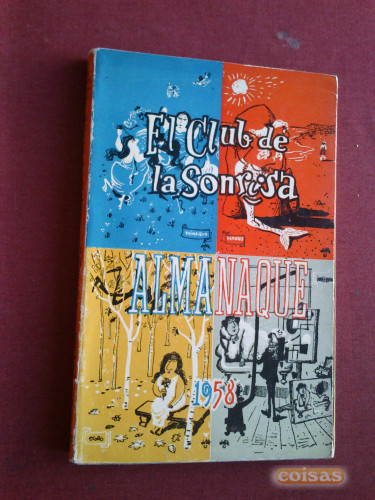 El Club de
la Sonrisa
ALMANAQUE
1958
coisas